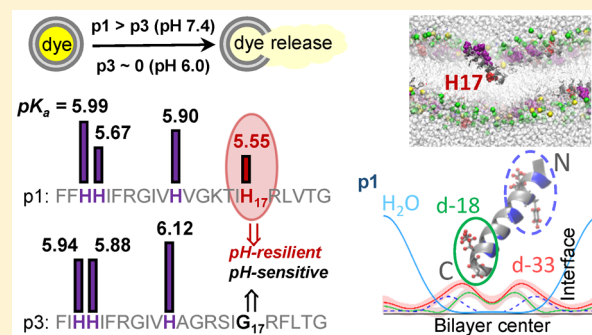 dye
p1 > p3 (pH 7.4)
p3 ~ 0 (pH 6.0)
dye release
H17
pKa = 5.99
5.67
5.90
5.55
p1: FFHHIFRGIVHVGKTIH17RLVTG
pH-resilient
pH-sensitive
5.94
5.88
6.12
p3: FIHHIFRGIVHAGRSIG17RFLTG
p1
N
H2O
d-18
C
d-33
Interface
Bilayer center